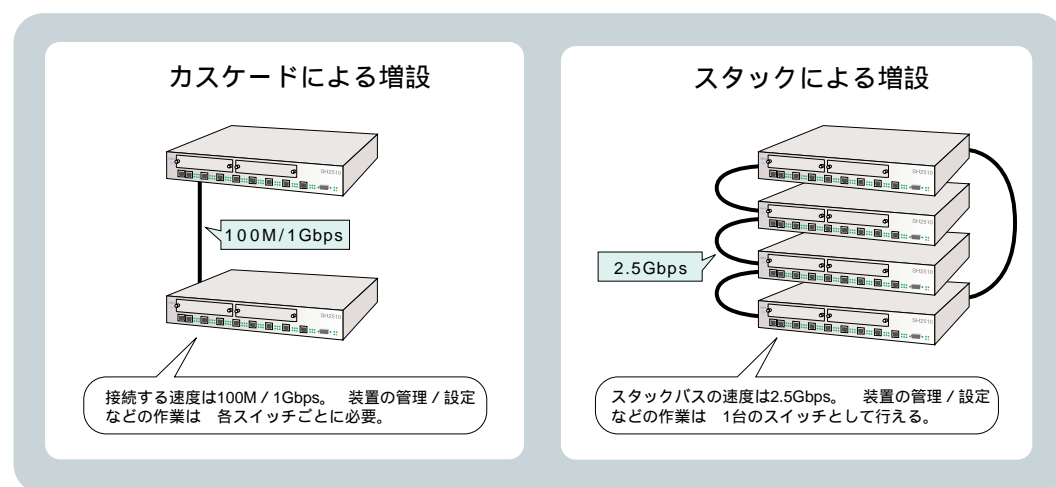 カスケードによる増設
SH2510
100M/1Gbps
SH2510
接続する速度は100M / 1Gbps。　装置の管理 / 設定
などの作業は　各スイッチごとに必要。
スタックによる増設
SH2510
SH2510
2.5Gbps
SH2510
SH2510
スタックバスの速度は2.5Gbps。　装置の管理 / 設定
などの作業は　1台のスイッチとして行える。